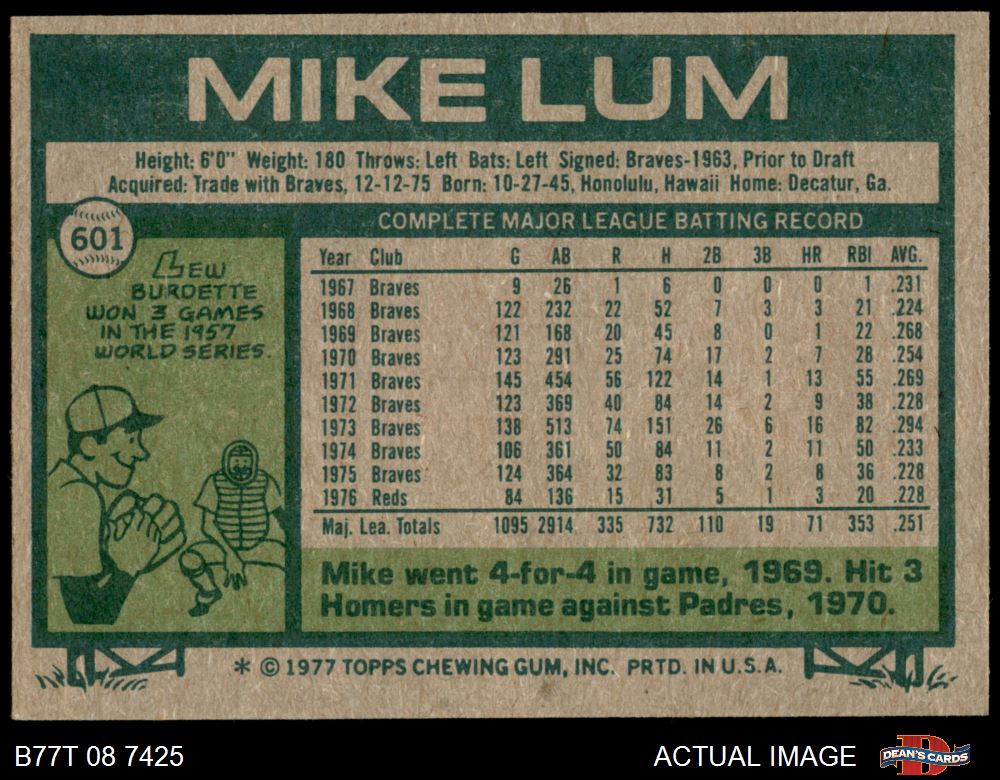 MIKE LUM
Height: 6'0" Weight: 180 Throws: Left Bats: Left Signed: Braves-1963, Prior to Draft
Acquired: Trade with Braves, 12-12-75 Born: 10-27-45, Honolulu, Hawaii Home: Decatur, Ga.
601
LEW
BURDETTE
WON 3 GAMES
IN THE 1957
WORLD SERIES.
COMPLETE MAJOR LEAGUE BATTING RECORD
Year Club G AB R H 2B 3B HR RBI AVG.
1967 Braves 9 26 1 6 0 0 0 1 .231
1968 Braves 122 232 22 52 7 3 3 21 .224
1969 Braves 121 168 20 45 8 0 1 22 .268
1970 Braves 123 291 25 74 17 2 7 28 .254
1971 Braves 145 454 56 122 14 1 13 55 .269
1972 Braves 123 369 40 84 14 2 9 38 .228
1973 Braves 138 513 74 151 26 6 16 82 .294
1974 Braves 106 361 50 84 11 2 11 50 .233
1975 Braves 124 364 32 83 8 2 8 36 .228
1976 Reds 84 136 15 31 5 1 3 20 .228
Maj. Lea. Totals 1095 2914 335 732 110 19 71 353 .251
Mike went 4-for-4 in game, 1969. Hit 3
Homers in game against Padres, 1970.
* © 1977 TOPPS CHEWING GUM, INC. PRTD. IN U.S.A.
B77T 08 7425
ACTUAL IMAGE
DEAN'S CARDS